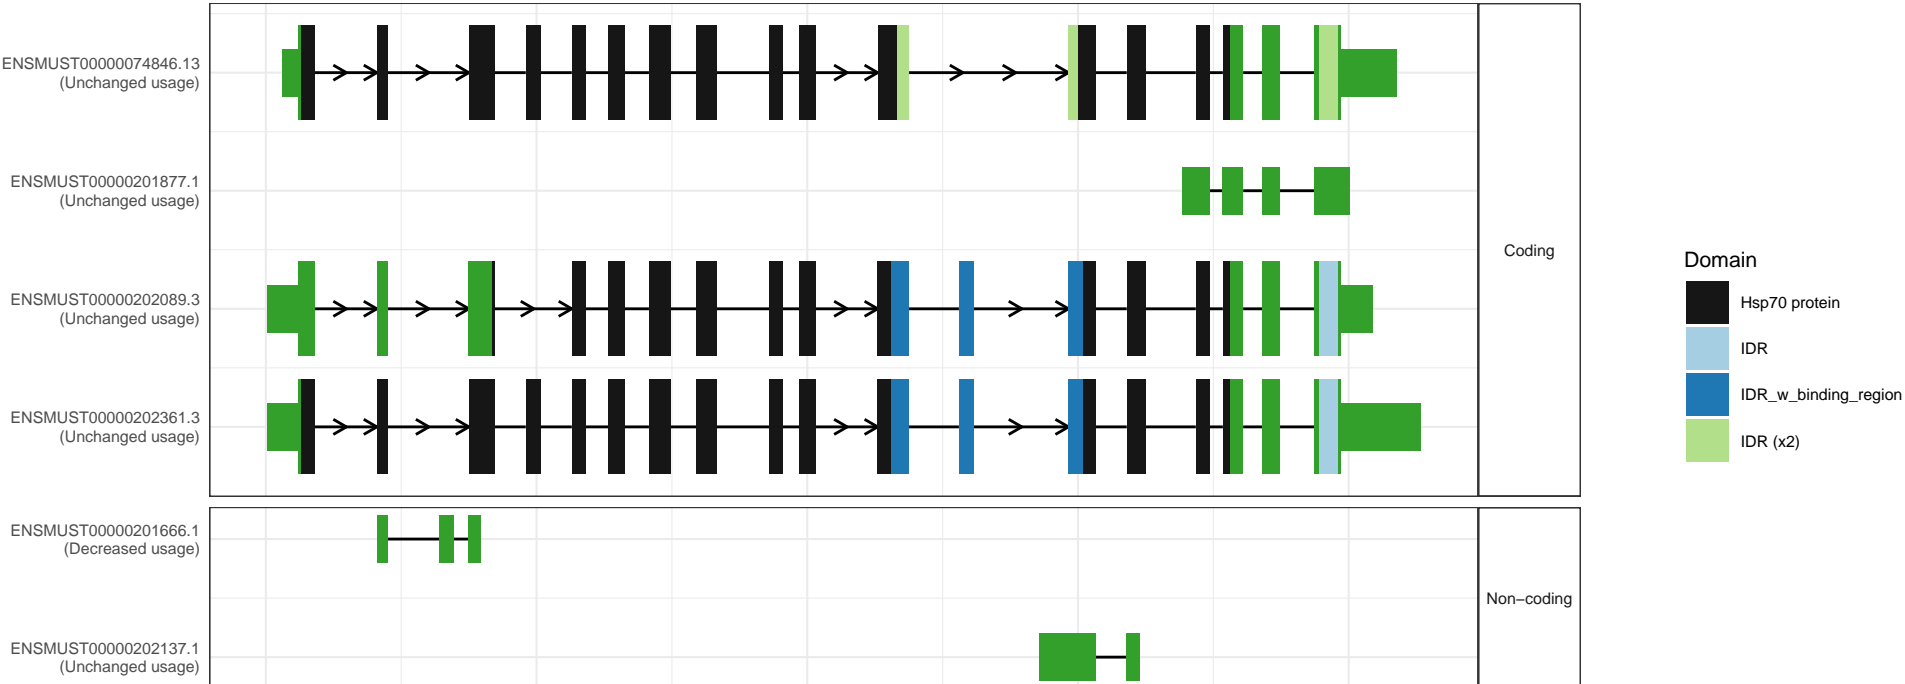 ENSMUST00000074846.13
(Unchanged usage)
ENSMUST00000201877.1
(Unchanged usage)
ENSMUST00000202089.3
(Unchanged usage)
ENSMUST00000202361.3
(Unchanged usage)
Coding
ENSMUST00000201666.1
(Decreased usage)
ENSMUST00000202137.1
(Unchanged usage)
Non−coding
Domain
Hsp70 protein
IDR
IDR_w_binding_region
IDR (x2)